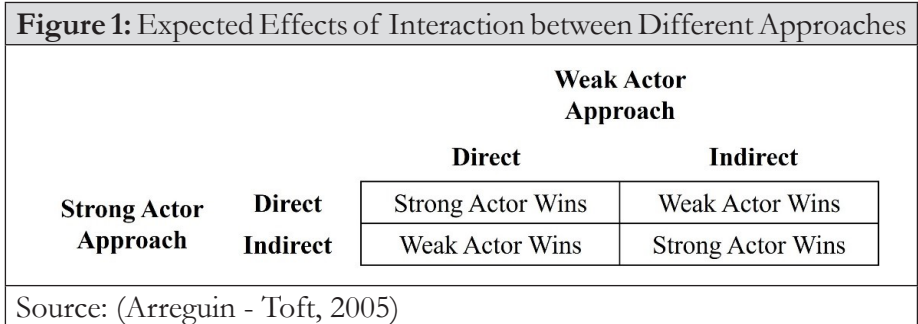 Figure 1: Expected Effects of Interaction between Different Approaches
Weak Actor
Approach
Direct Indirect
Strong Actor Approach Direct Strong Actor Wins Weak Actor Wins
Indirect Weak Actor Wins Strong Actor Wins
Source: (Arreguin - Toft, 2005)